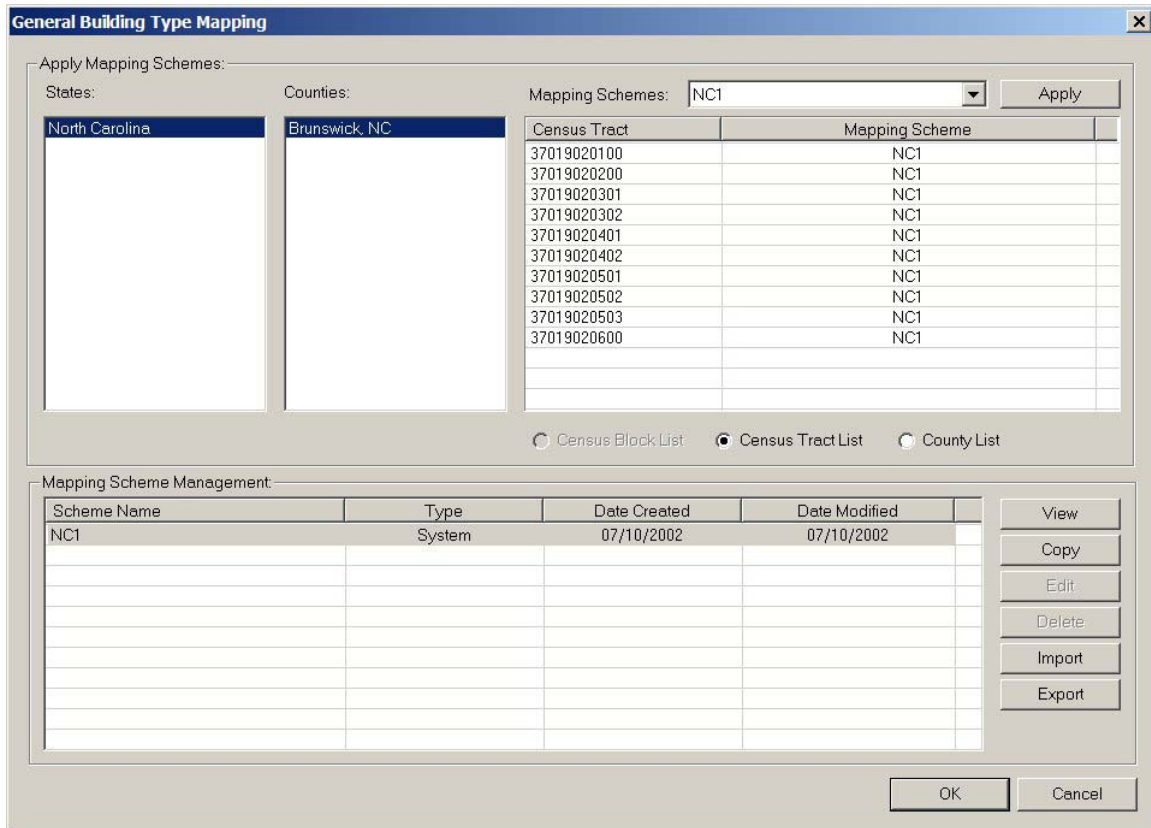 General Building Type Mapping
Apply Mapping Schemes:
States:
Counties:
Mapping Schemes: NC1 Apply
North Carolina
Brunswick, NC
Census Tract Mapping Scheme
37019020100 NC1
37019020200 NC1
37019020301 NC1
37019020302 NC1
37019020401 NC1
37019020402 NC1
37019020501 NC1
37019020502 NC1
37019020503 NC1
37019020600 NC1
Census Block List Census Tract List County List
Mapping Scheme Management:
Scheme Name Type Date Created Date Modified
NC1 System 07/10/2002 07/10/2002
View
Copy
Edit
Delete
Import
Export
OK Cancel